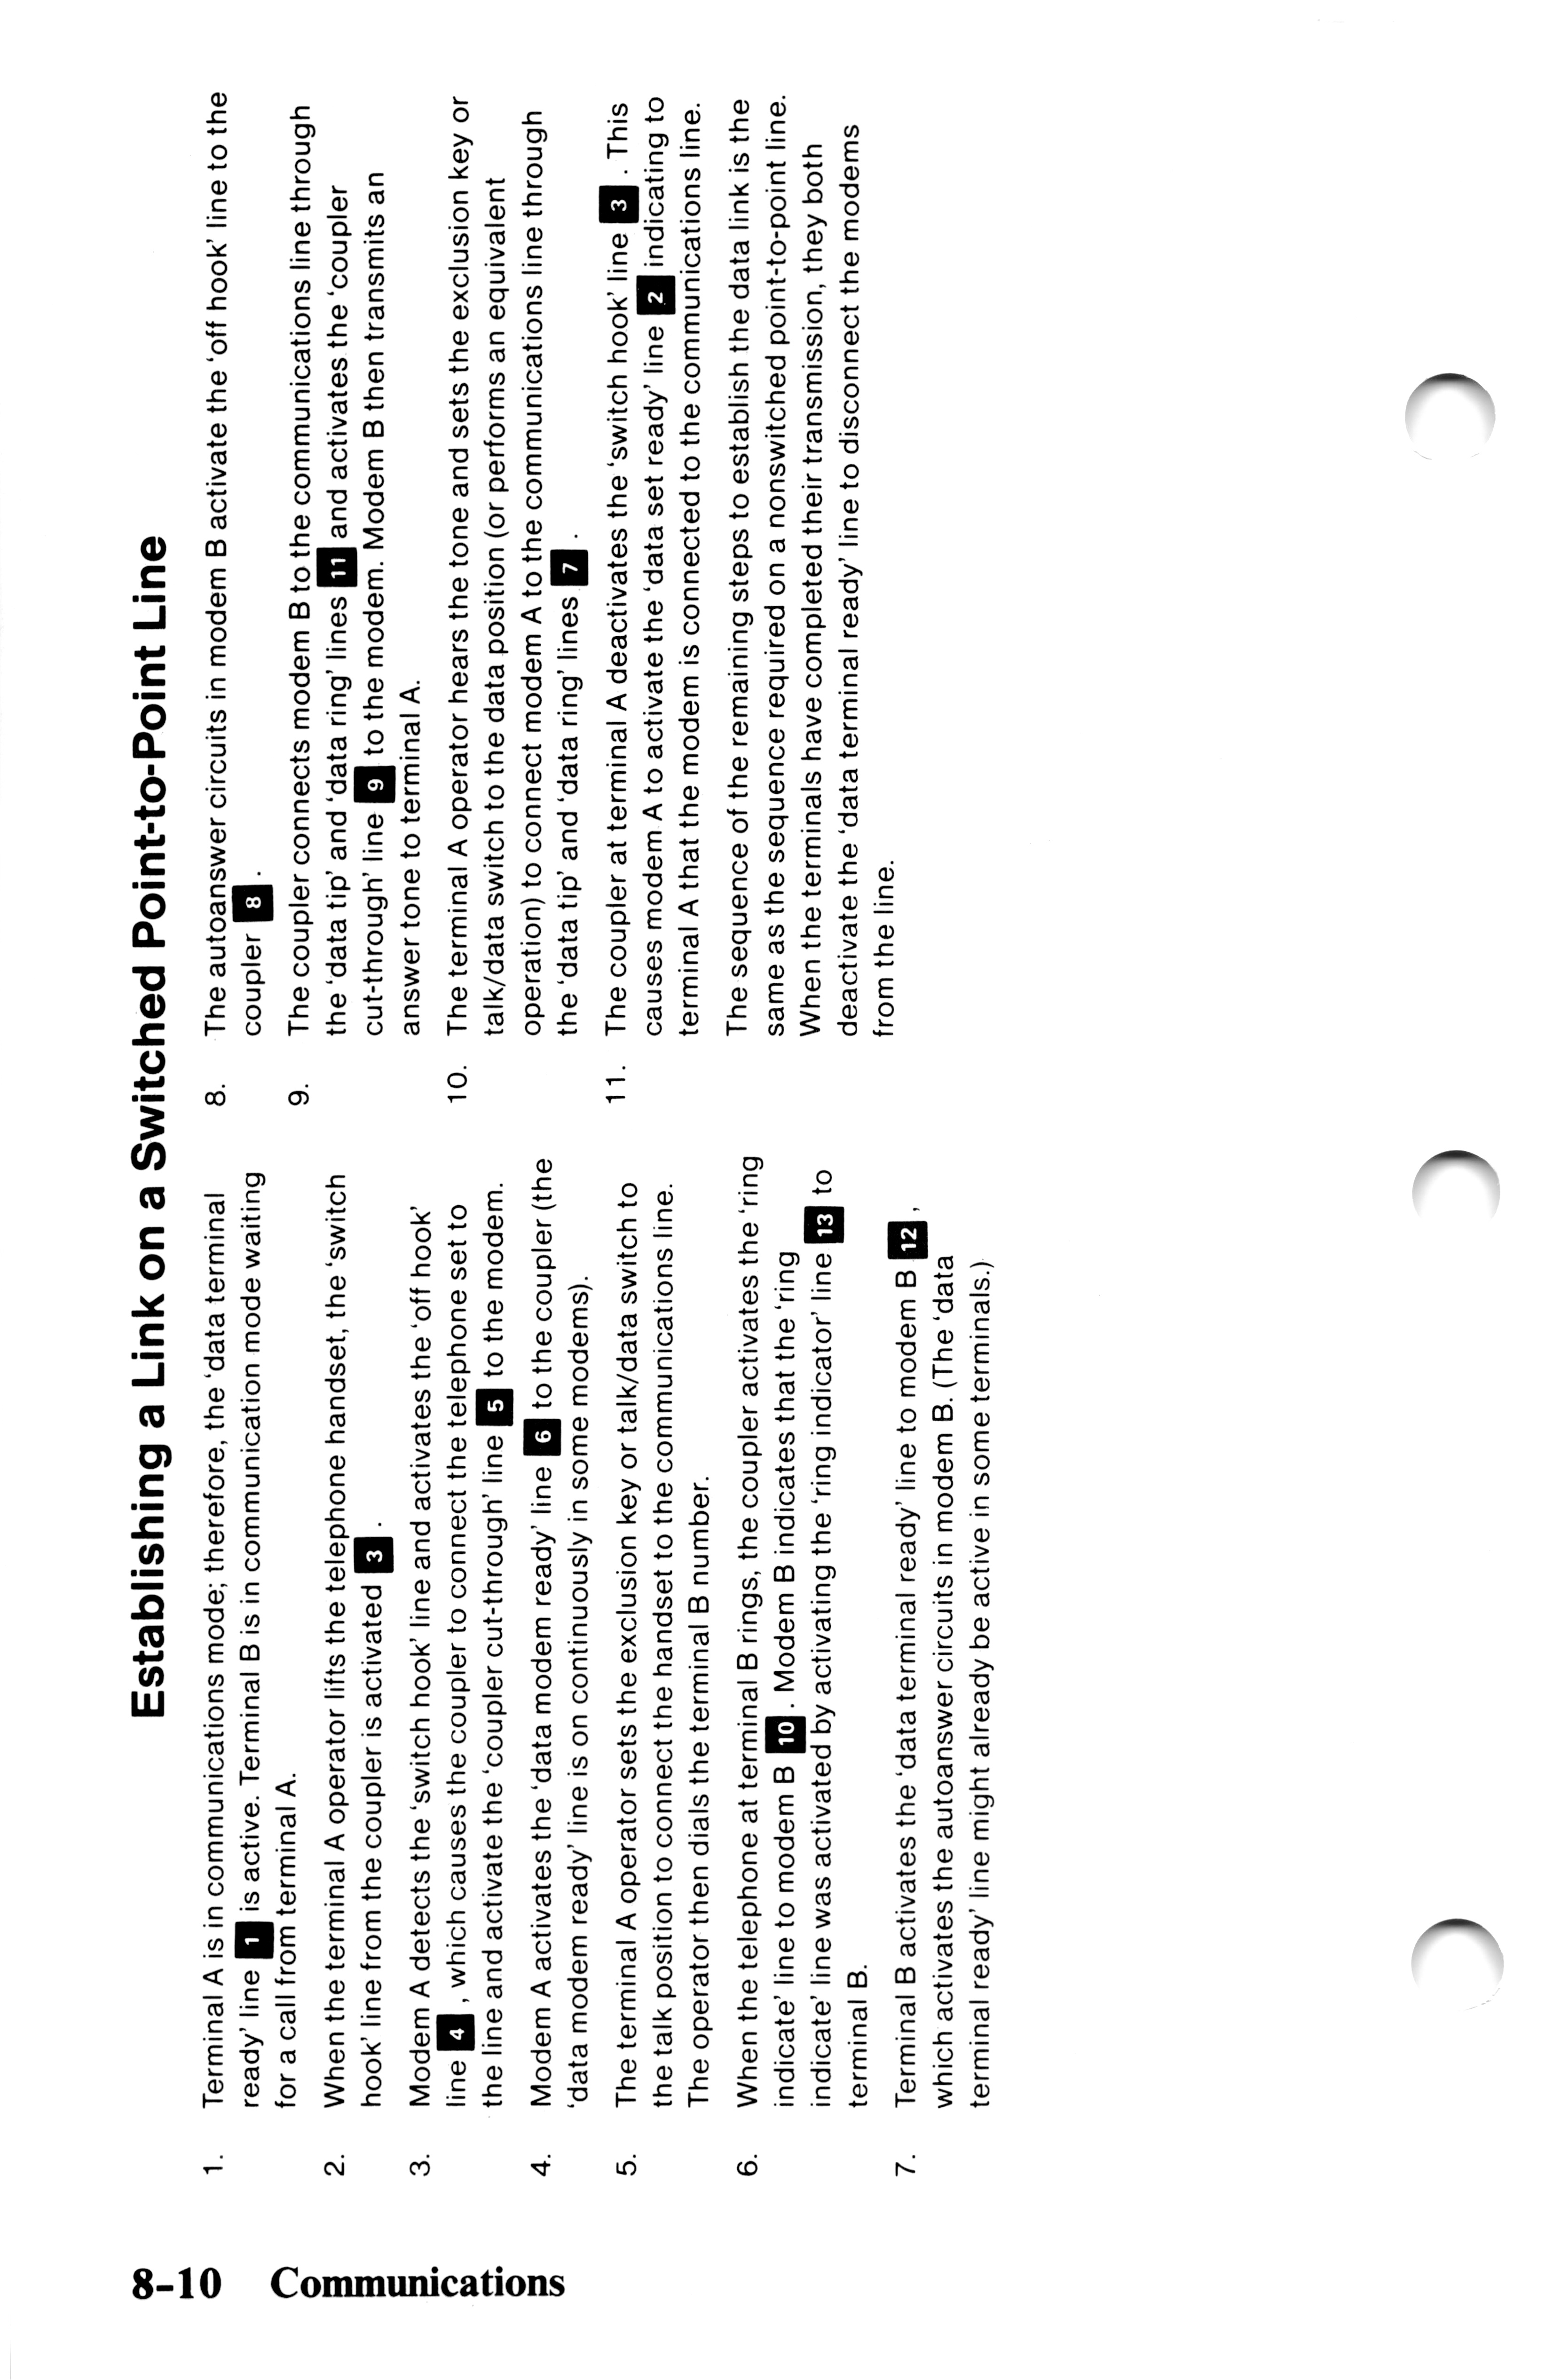 Establishing a Link on a Switched Point-to-Point Line
1. Terminal A is in communications mode; therefore, the ‘data terminal
ready’ line 1 is active. Terminal B is in communication mode waiting
for a call from terminal A.
2. When the terminal A operator lifts the telephone handset, the ‘switch
hook’ line from the coupler is activated 3 .
3. Modem A detects the ‘switch hook’ line and activates the ‘off hook’
line 4 , which causes the coupler to connect the telephone set to
the line and activate the ‘coupler cut-through’ line 5 to the modem.
4. Modem A activates the ‘data modem ready’ line 6 to the coupler (the
‘data modem ready’ line is on continuously in some modems).
5. The terminal A operator sets the exclusion key or talk/data switch to
the talk position to connect the handset to the communications line.
The operator then dials the terminal B number.
6. When the telephone at terminal B rings, the coupler activates the ‘ring
indicate’ line to modem B 10 . Modem B indicates that the ‘ring
indicate’ line was activated by activating the ‘ring indicator’ line 13 to
terminal B.
7. Terminal B activates the ‘data terminal ready’ line to modem B 12 ,
which activates the autoanswer circuits in modem B. (The ‘data
terminal ready’ line might already be active in some terminals.)
8. The autoanswer circuits in modem B activate the ‘off hook’ line to the
coupler 8 .
9. The coupler connects modem B to the communications line through
the ‘data tip’ and ‘data ring’ lines 11 and activates the ‘coupler
cut-through’ line 9 to the modem. Modem B then transmits an
answer tone to terminal A.
10. The terminal A operator hears the tone and sets the exclusion key or
talk/data switch to the data position (or performs an equivalent
operation) to connect modem A to the communications line through
the ‘data tip’ and ‘data ring’ lines 7 .
11. The coupler at terminal A deactivates the ‘switch hook’ line 3 . This
causes modem A to activate the ‘data set ready’ line 2 indicating to
terminal A that the modem is connected to the communications line.
The sequence of the remaining steps to establish the data link is the
same as the sequence required on a nonswitched point-to-point line.
When the terminals have completed their transmission, they both
deactivate the ‘data terminal ready’ line to disconnect the modems
from the line.
8-10 Communications